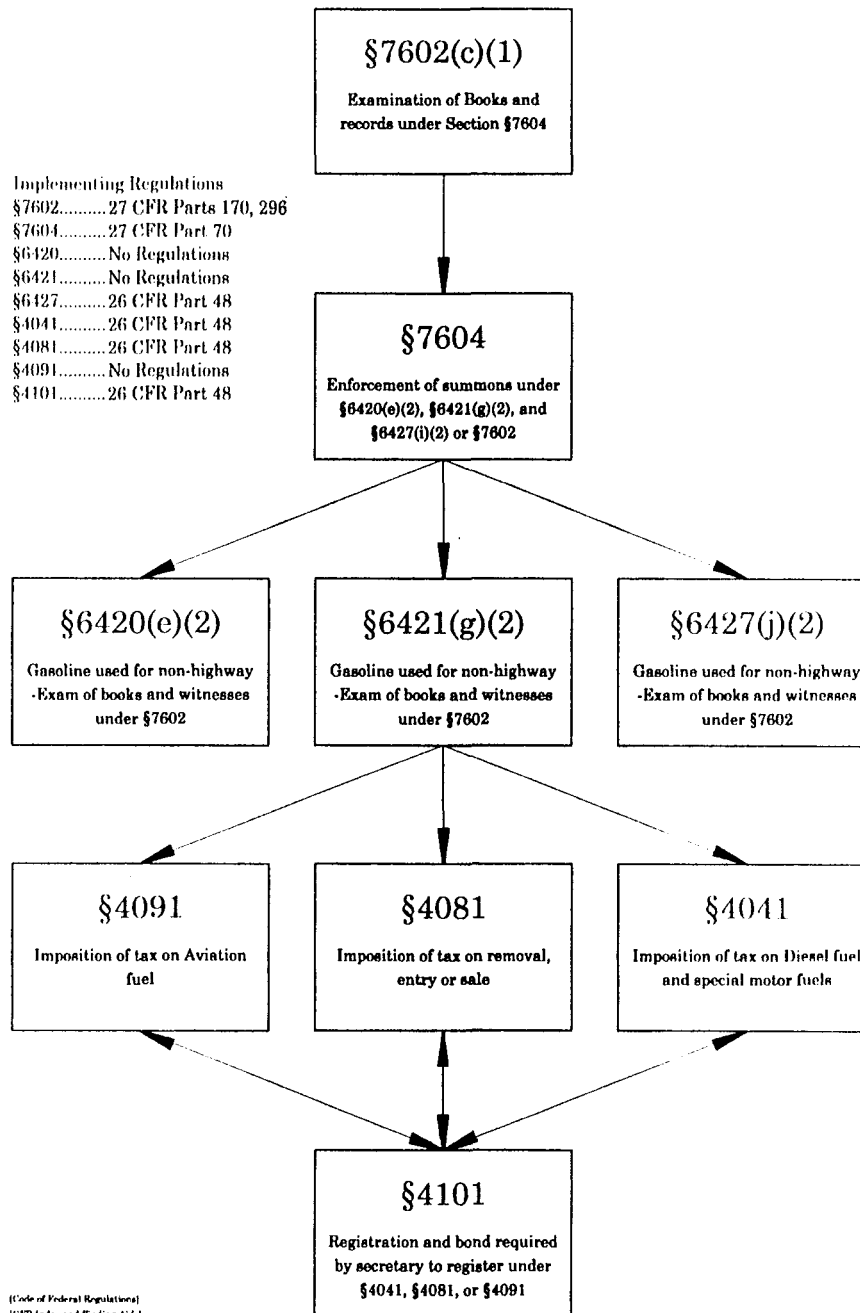 §7602(c)(1)
Examination of Books and
records under Section §7604
Implementing Regulations
§7602..........27 CFR Parts 170, 296
§7604..........27 CFR Part 70
§6420..........No Regulations
§6421..........No Regulations
§6427..........26 CFR Part 48
§4041..........26 CFR Part 48
§4081..........26 CFR Part 48
§4091..........No Regulations
§4101..........26 CFR Part 48
§7604
Enforcement of summons under
§6420(e)(2), §6421(g)(2), and
§6427(i)(2) or §7602
§6420(e)(2)
Gasoline used for non-highway
-Exam of books and witnesses
under §7602
§6421(g)(2)
Gasoline used for non-highway
-Exam of books and witnesses
under §7602
§6427(j)(2)
Gasoline used for non-highway
-Exam of books and witnesses
under §7602
§4091
Imposition of tax on Aviation
fuel
§4081
Imposition of tax on removal,
entry or sale
§4041
Imposition of tax on Diesel fuel
and special motor fuels
§4101
Registration and bond required
by secretary to register under
§4041, §4081, or §4091
[Code of Federal Regulations]